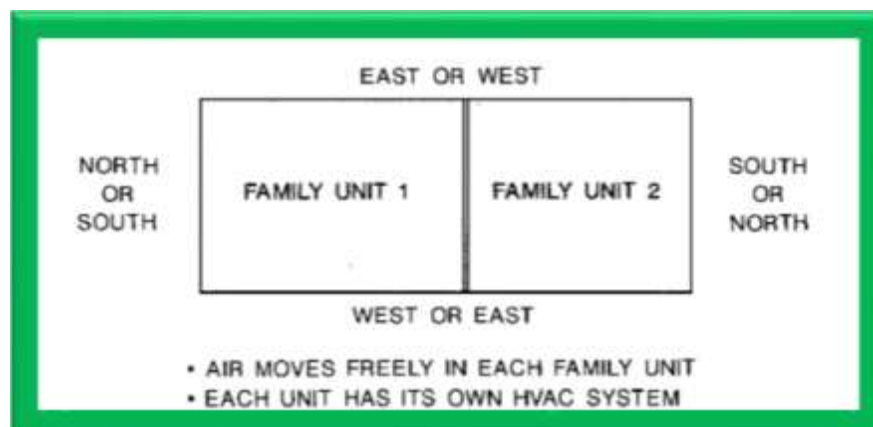 EAST OR WEST
NORTH
OR
SOUTH
FAMILY UNIT 1
FAMILY UNIT 2
SOUTH
OR
NORTH
WEST OR EAST
• AIR MOVES FREELY IN EACH FAMILY UNIT
• EACH UNIT HAS ITS OWN HVAC SYSTEM